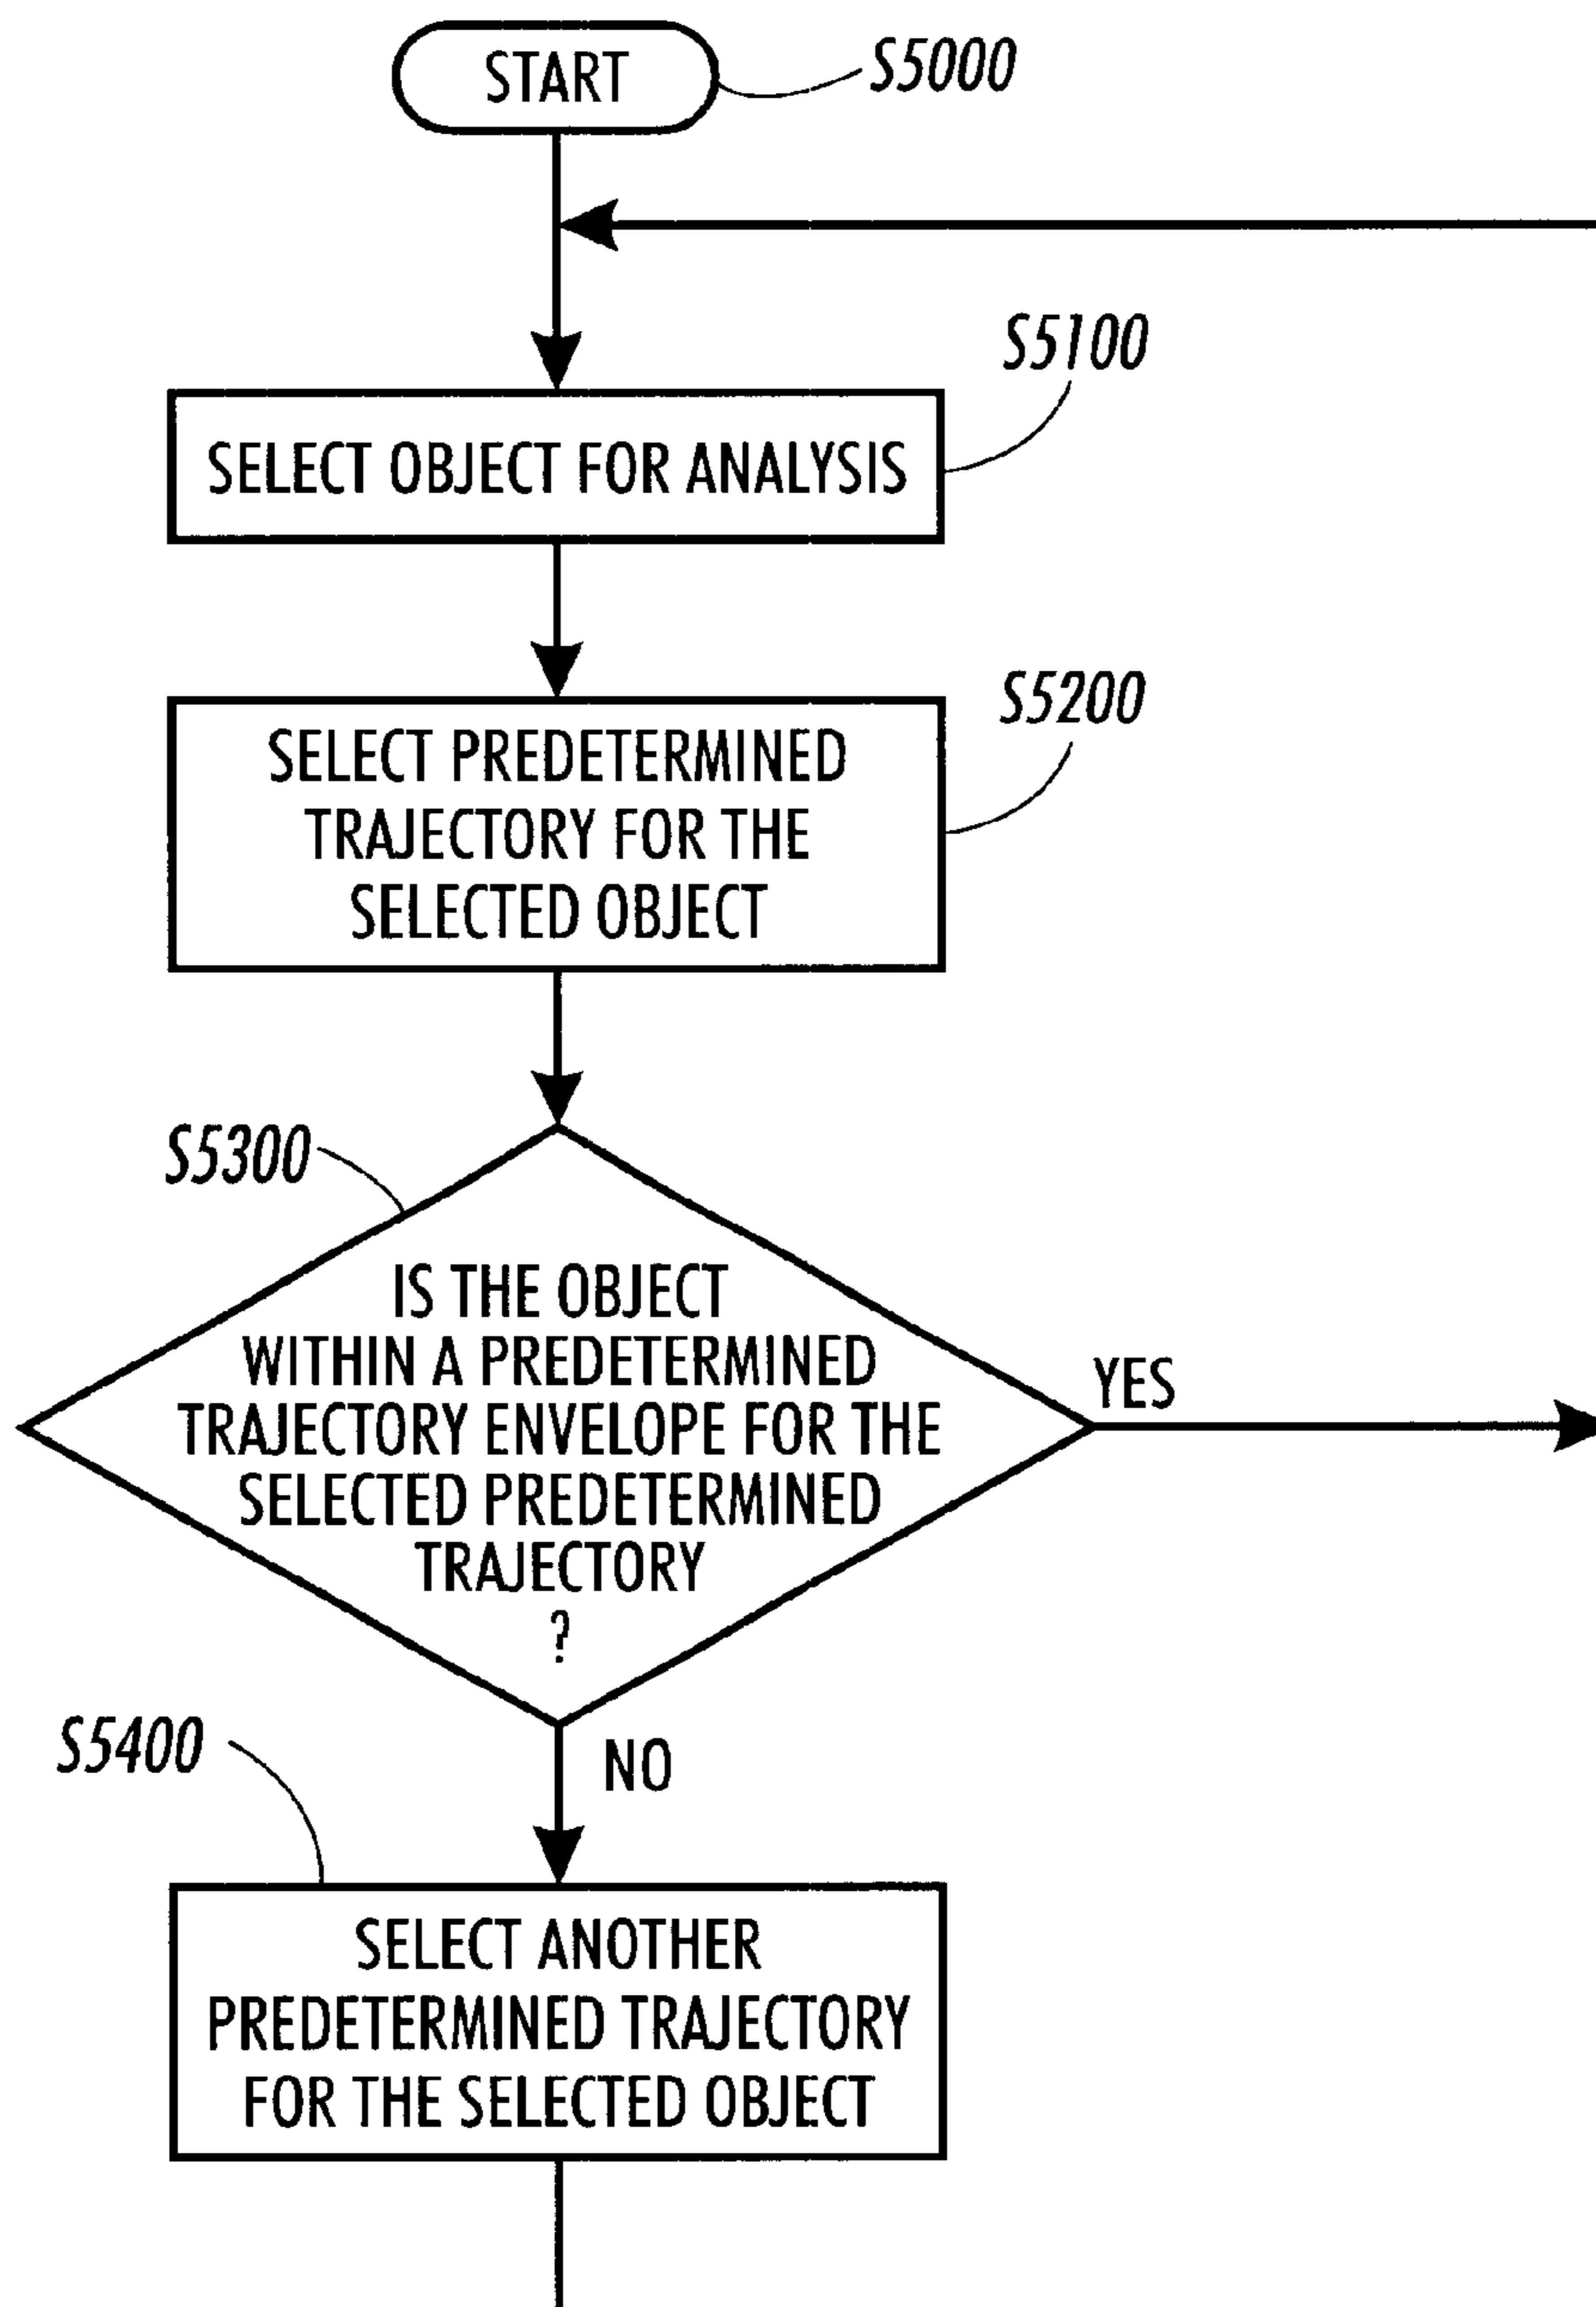 START
S5000
S5100
SELECT OBJECT FOR ANALYSIS
S5200
SELECT PREDETERMINED
TRAJECTORY FOR THE
SELECTED OBJECT
S5300
IS THE OBJECT
WITHIN A PREDETERMINED
TRAJECTORY ENVELOPE FOR THE
SELECTED PREDETERMINED
TRAJECTORY
?
YES
NO
S5400
SELECT ANOTHER
PREDETERMINED TRAJECTORY
FOR THE SELECTED OBJECT